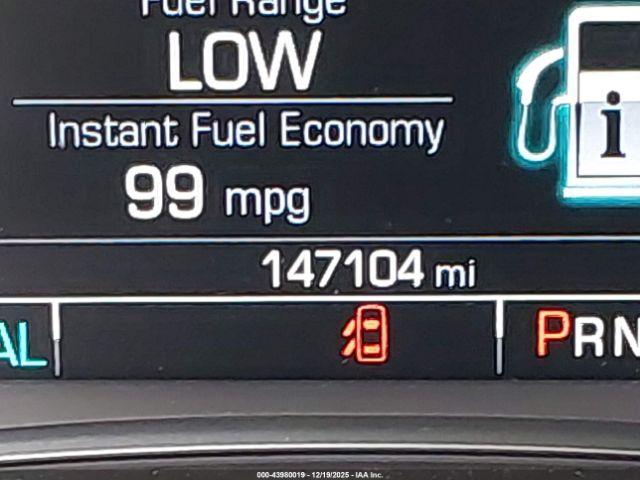 Fuel Range
LOW
Instant Fuel Economy
99 mpg
i
147104 mi
AL
PRN
000-43980019 - 12/19/2025 - IAA Inc.